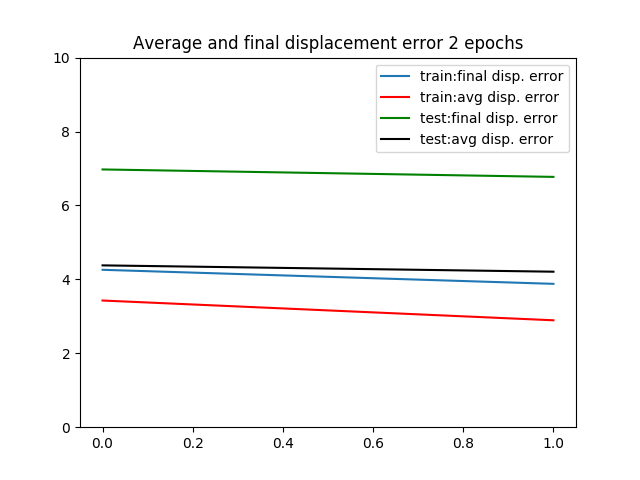 Average and final displacement error 2 epochs
train:final disp. error
train:avg disp. error
test:final disp. error
test:avg disp. error
10
8
6
4
2
0
0.0 0.2 0.4 0.6 0.8 1.0